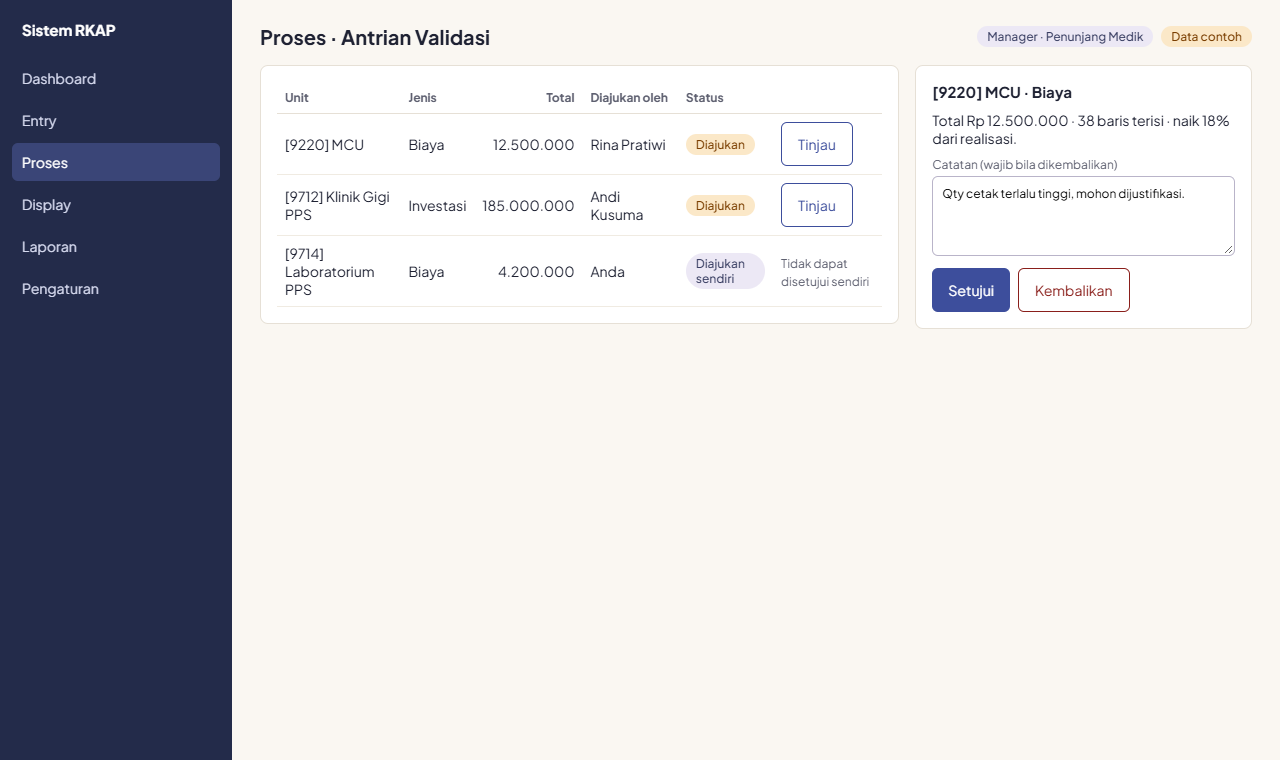 Sistem RKAP
Dashboard
Entry
Proses
Display
Laporan
Pengaturan
Proses · Antrian Validasi
Manager · Penunjang Medik
Data contoh
Unit Jenis Total Diajukan oleh Status
[9220] MCU Biaya 12.500.000 Rina Pratiwi Diajukan Tinjau
[9712] Klinik Gigi
PPS
Investasi 185.000.000
Andi
Kusuma
Diajukan Tinjau
[9714]
Laboratorium
PPS
Biaya 4.200.000 Anda
Diajukan
sendiri
Tidak dapat
disetujui sendiri
[9220] MCU · Biaya
Total Rp 12.500.000 · 38 baris terisi · naik 18%
dari realisasi.
Catatan (wajib bila dikembalikan)
Qty cetak terlalu tinggi, mohon dijustifikasi.
Setujui Kembalikan